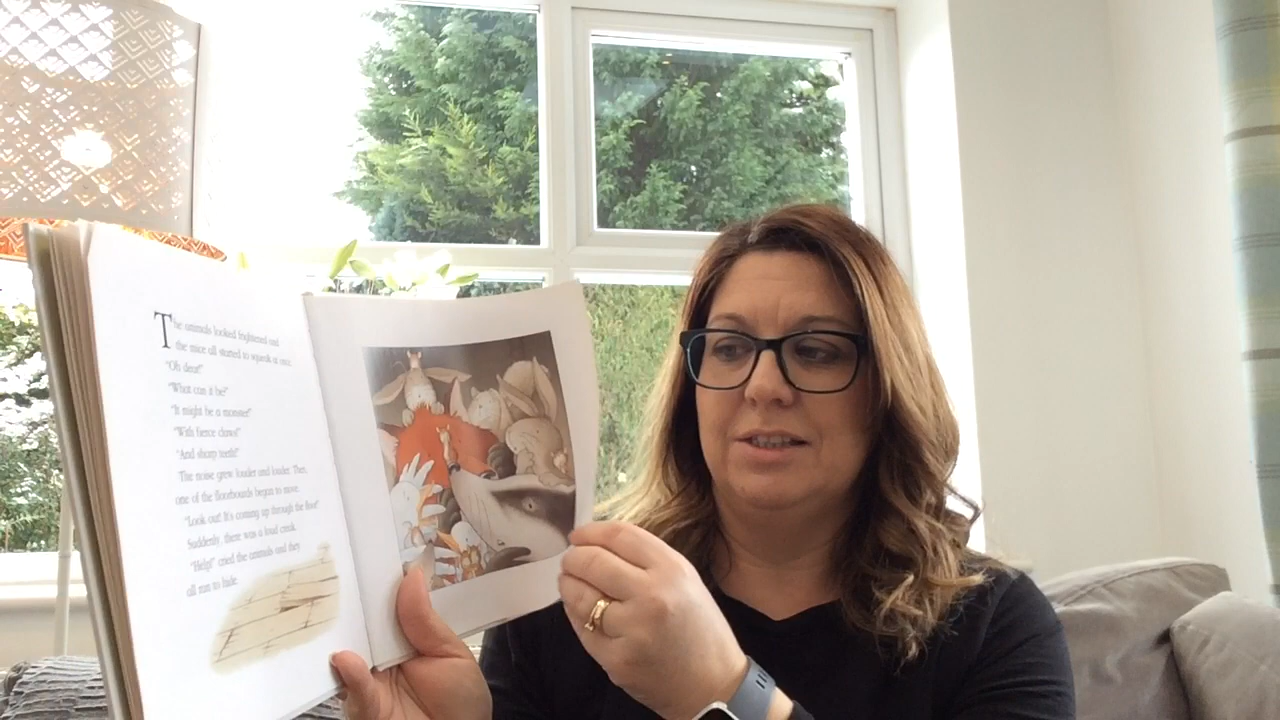 The animals looked frightened and
the mice all started to squeak at once.
"Oh dear!"
"What can it be?"
"It might be a monster!"
"With fierce claws!"
"And sharp teeth!"
The noise grew louder and louder. Then,
one of the floorboards began to move.
"Look out! It's coming up through the floor!"
Suddenly, there was a loud creak.
"Help!" cried the animals and they
all ran to hide.